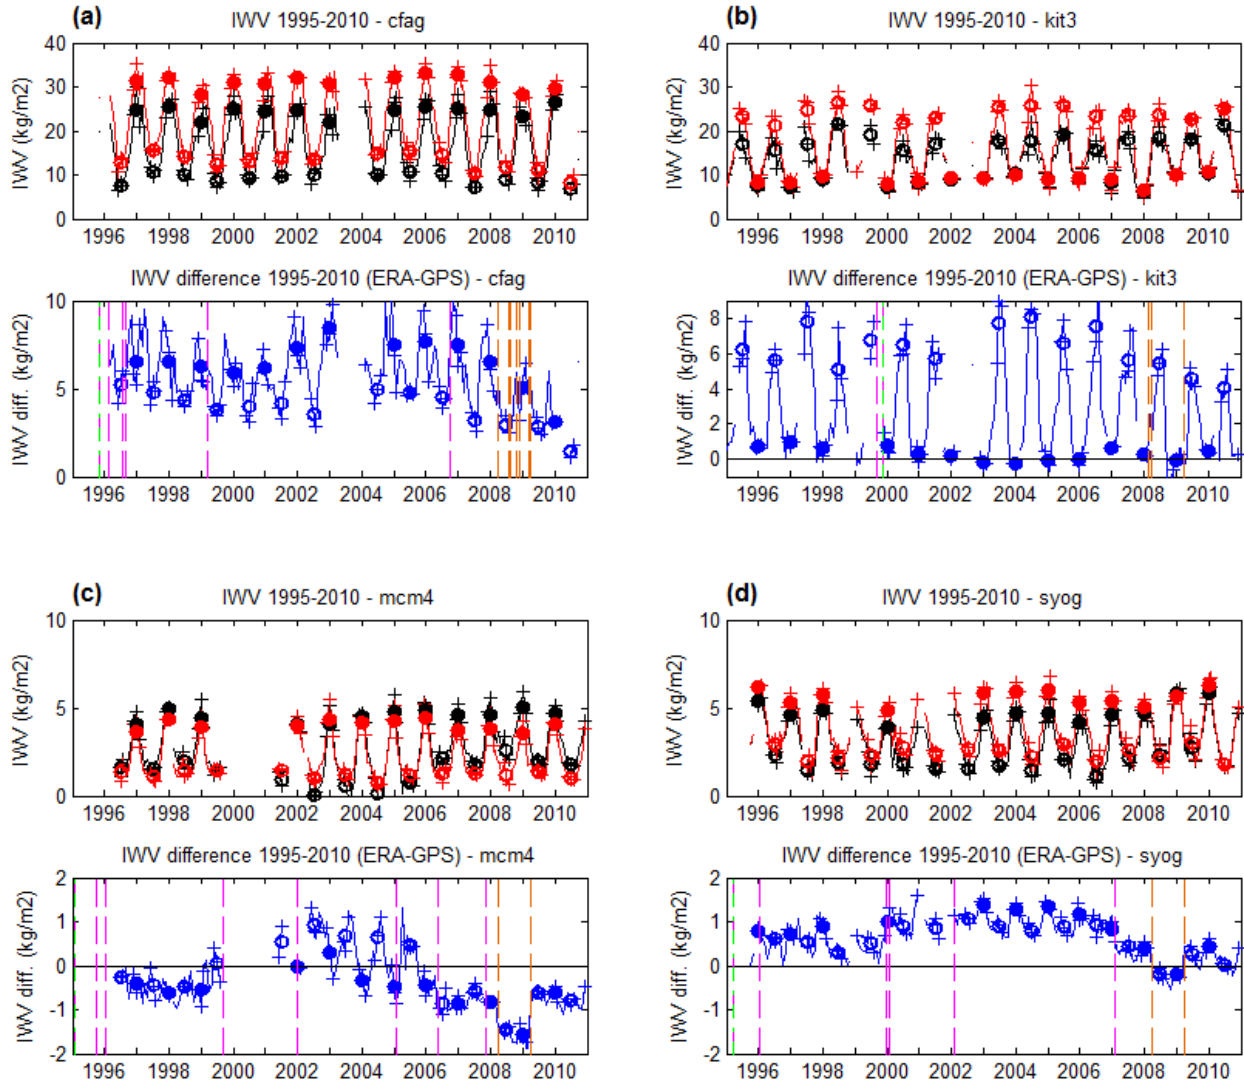 (a) IWV 1995-2010 - cfag
IWV (kg/m2)
40
30
20
10
0
1996 1998 2000 2002 2004 2006 2008 2010
IWV difference 1995-2010 (ERA-GPS) - cfag
IWV diff. (kg/m2)
10
5
0
1996 1998 2000 2002 2004 2006 2008 2010
(b) IWV 1995-2010 - kit3
IWV (kg/m2)
40
30
20
10
0
1996 1998 2000 2002 2004 2006 2008 2010
IWV difference 1995-2010 (ERA-GPS) - kit3
IWV diff. (kg/m2)
8
6
4
2
0
1996 1998 2000 2002 2004 2006 2008 2010
(c) IWV 1995-2010 - mcm4
IWV (kg/m2)
10
5
0
1996 1998 2000 2002 2004 2006 2008 2010
IWV difference 1995-2010 (ERA-GPS) - mcm4
IWV diff. (kg/m2)
2
1
0
-1
-2
1996 1998 2000 2002 2004 2006 2008 2010
(d) IWV 1995-2010 - syog
IWV (kg/m2)
10
5
0
1996 1998 2000 2002 2004 2006 2008 2010
IWV difference 1995-2010 (ERA-GPS) - syog
IWV diff. (kg/m2)
2
1
0
-1
-2
1996 1998 2000 2002 2004 2006 2008 2010